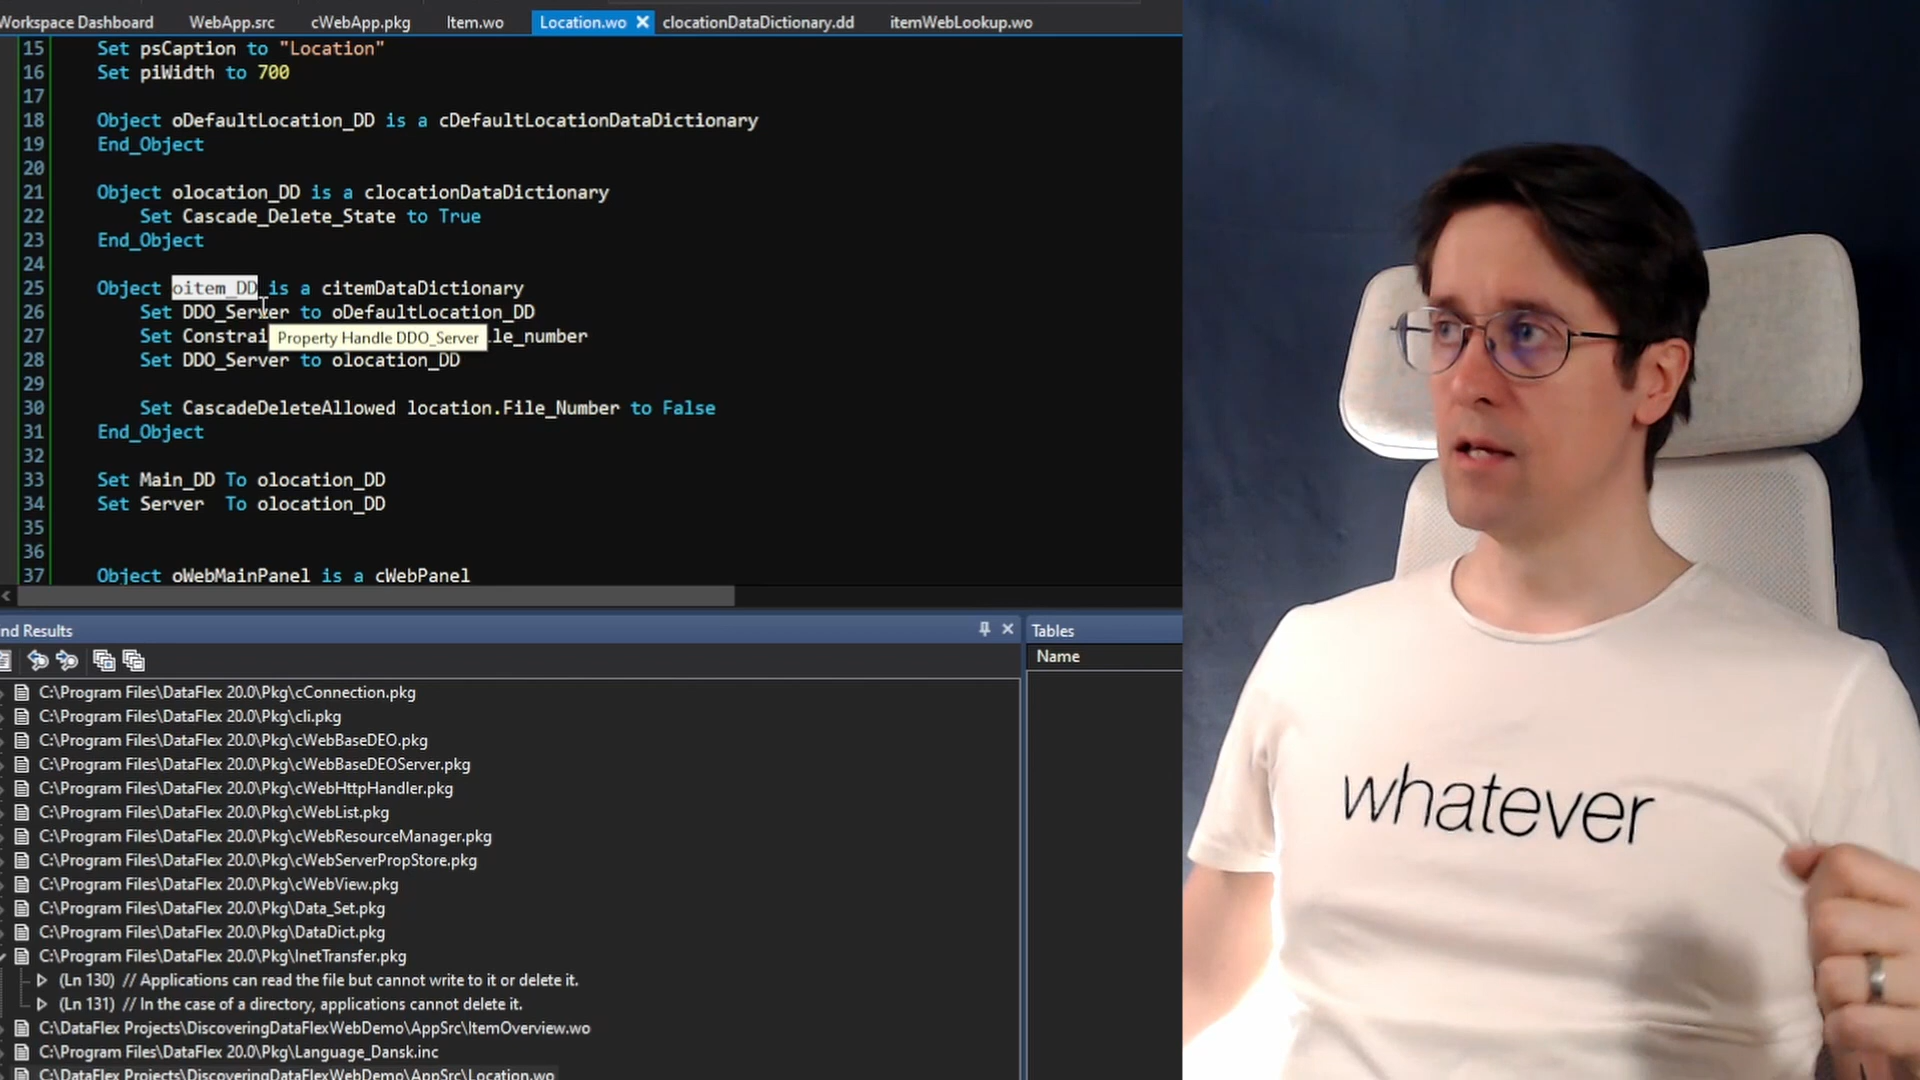 Workspace Dashboard WebApp.src cWebApp.pkg Item.wo Location.wo clocationDataDictionary.dd itemWebLookup.wo
15 Set psCaption to "Location"
16 Set piWidth to 700
17
18 Object oDefaultLocation_DD is a cDefaultLocationDataDictionary
19 End_Object
20
21 Object olocation_DD is a clocationDataDictionary
22 Set Cascade_Delete_State to True
23 End_Object
24
25 Object oitem_DD is a citemDataDictionary
26 Set DDO_Server to oDefaultLocation_DD
27 Set Constrai le_number
Property Handle DDO_Server
28 Set DDO_Server to olocation_DD
29
30 Set CascadeDeleteAllowed location.File_Number to False
31 End_Object
32
33 Set Main_DD To olocation_DD
34 Set Server To olocation_DD
35
36
37 Object oWebMainPanel is a cWebPanel
nd Results
C:\Program Files\DataFlex 20.0\Pkg\cConnection.pkg
C:\Program Files\DataFlex 20.0\Pkg\cli.pkg
C:\Program Files\DataFlex 20.0\Pkg\cWebBaseDEO.pkg
C:\Program Files\DataFlex 20.0\Pkg\cWebBaseDEOServer.pkg
C:\Program Files\DataFlex 20.0\Pkg\cWebHttpHandler.pkg
C:\Program Files\DataFlex 20.0\Pkg\cWebList.pkg
C:\Program Files\DataFlex 20.0\Pkg\cWebResourceManager.pkg
C:\Program Files\DataFlex 20.0\Pkg\cWebServerPropStore.pkg
C:\Program Files\DataFlex 20.0\Pkg\cWebView.pkg
C:\Program Files\DataFlex 20.0\Pkg\Data_Set.pkg
C:\Program Files\DataFlex 20.0\Pkg\DataDict.pkg
C:\Program Files\DataFlex 20.0\Pkg\InetTransfer.pkg
(Ln 130) // Applications can read the file but cannot write to it or delete it.
(Ln 131) // In the case of a directory, applications cannot delete it.
C:\DataFlex Projects\DiscoveringDataFlexWebDemo\AppSrc\ItemOverview.wo
C:\Program Files\DataFlex 20.0\Pkg\Language_Dansk.inc
C:\DataFlex Projects\DiscoveringDataFlexWebDemo\AppSrc\Location.wo
Tables
Name
whatever